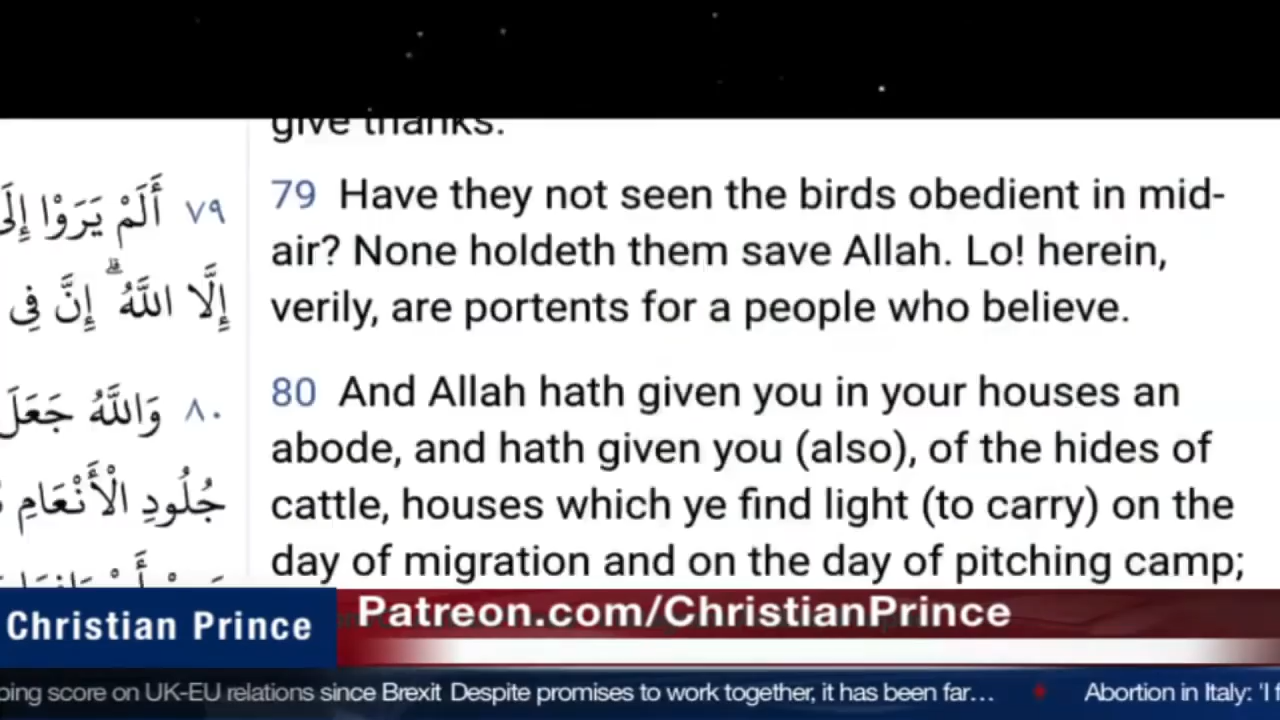 give thanks.
79 Have they not seen the birds obedient in mid-
air? None holdeth them save Allah. Lo! herein,
verily, are portents for a people who believe.
80 And Allah hath given you in your houses an
abode, and hath given you (also), of the hides of
cattle, houses which ye find light (to carry) on the
day of migration and on the day of pitching camp;
٧٩ أَلَمْ يَرَوْا إِلَى
إِلَّا اللَّهُ ۗ إِنَّ فِي
٨٠ وَاللَّهُ جَعَلَ
جُلُودِ الْأَنْعَامِ
Christian Prince
Patreon.com/ChristianPrince
ping score on UK-EU relations since Brexit Despite promises to work together, it has been far… Abortion in Italy: 'I f